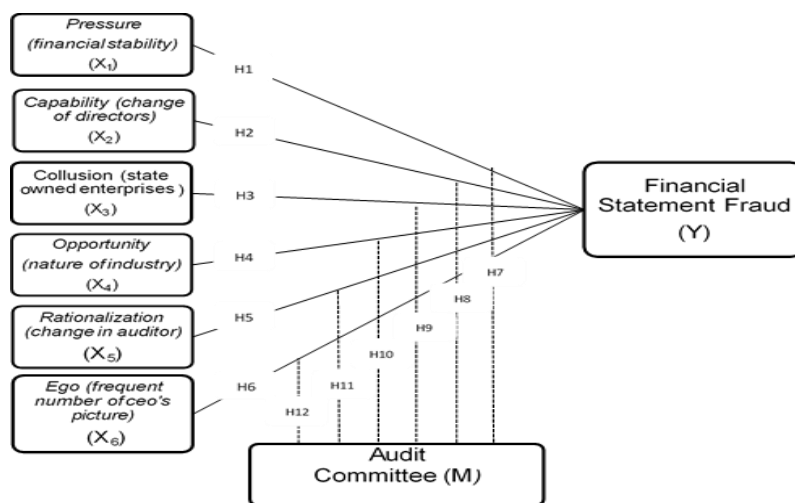 Pressure
(financial stability)
(X1)
H1
Capability (change
of directors)
(X2)
H2
Collusion (state
owned enterprises)
(X3)
H3
Opportunity
(nature of industry)
(X4)
H4
Rationalization
(change in auditor)
(X5)
H5
Ego (frequent
number of ceo's
picture)
(X6)
H6
Financial
Statement Fraud
(Y)
H7
H8
H9
H10
H11
H12
Audit
Committee (M)